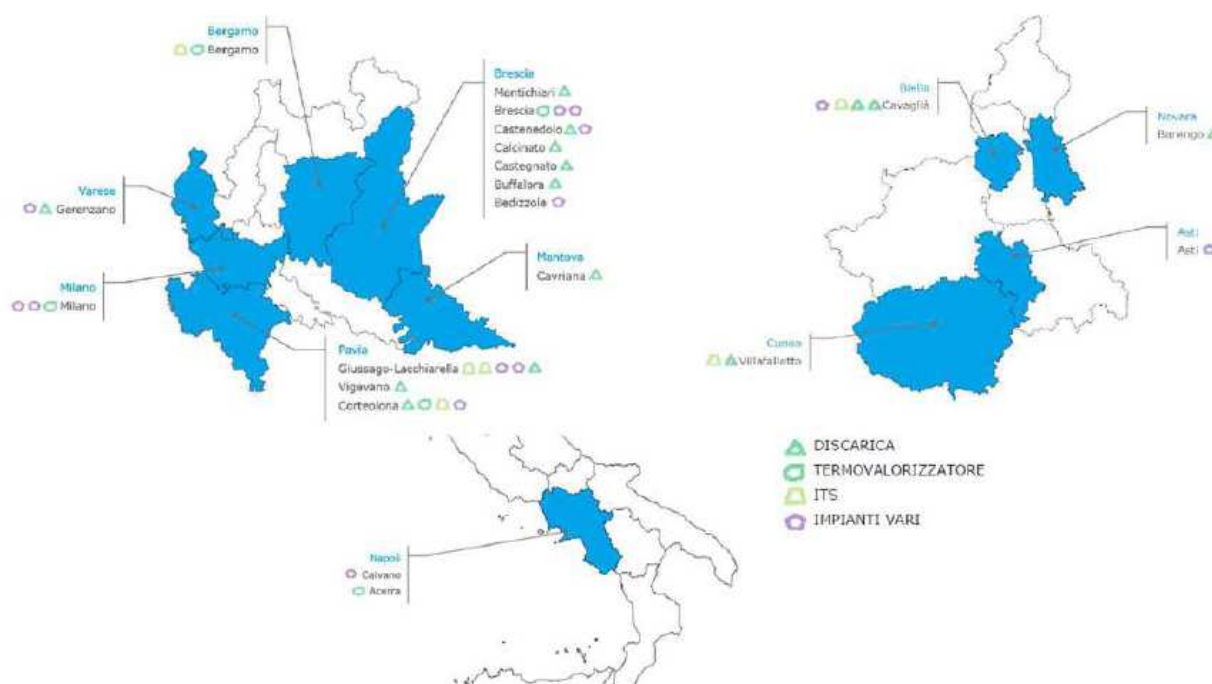 Bergamo
Bergamo
Brescia
Montichiari
Brescia
Castenedolo
Calcinato
Castegnato
Buffalora
Bedizzole
Varese
Gerenzano
Mantova
Cavriana
Milano
Milano
Pavia
Giussago-Lacchiarella
Vigevano
Corteolona
Biella
Cavaglià
Novara
Barengo
Asti
Asti
Cuneo
Villafalletto
DISCARICA
TERMOVALORIZZATORE
ITS
IMPIANTI VARI
Napoli
Caivano
Acerra